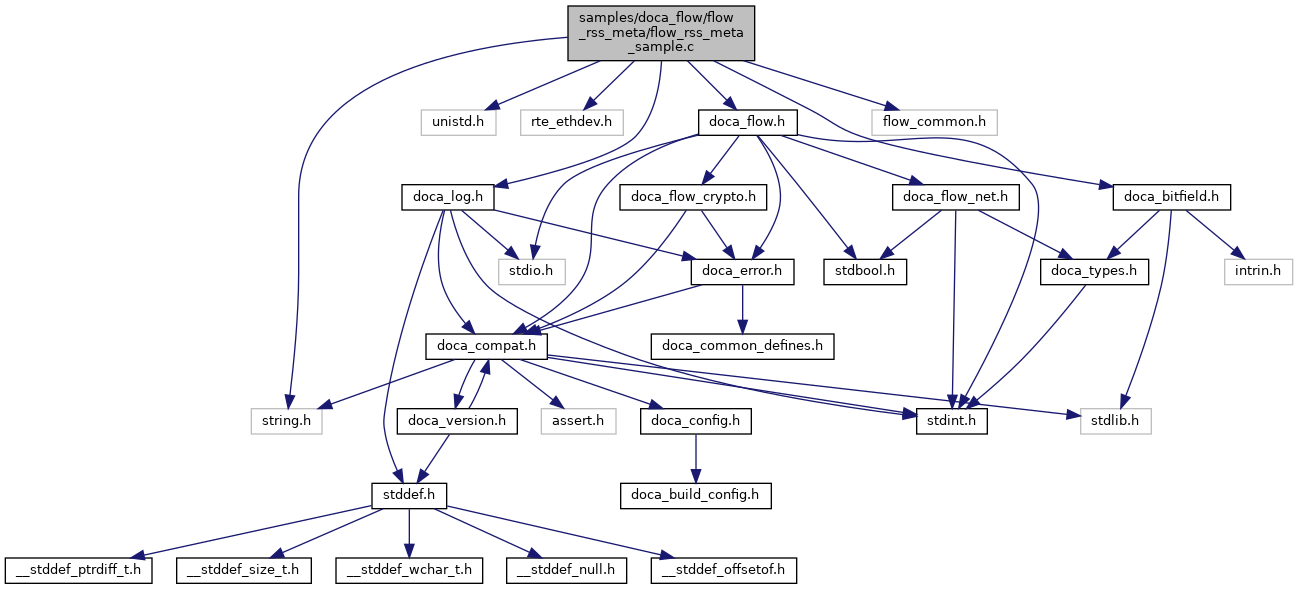 samples/doca_flow/flow
_rss_meta/flow_rss_meta
_sample.c
unistd.h
rte_ethdev.h
doca_flow.h
flow_common.h
doca_log.h
doca_flow_crypto.h
doca_flow_net.h
doca_bitfield.h
stdio.h
doca_error.h
stdbool.h
doca_types.h
intrin.h
doca_compat.h
doca_common_defines.h
string.h
doca_version.h
assert.h
doca_config.h
stdint.h
stdlib.h
stddef.h
doca_build_config.h
__stddef_ptrdiff_t.h
__stddef_size_t.h
__stddef_wchar_t.h
__stddef_null.h
__stddef_offsetof.h